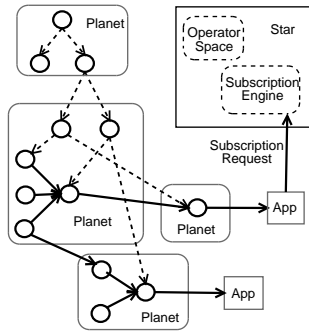 Planet
Operator
Space
Star
Subscription
Engine
Subscription
Request
Planet
Planet
App
Planet
App